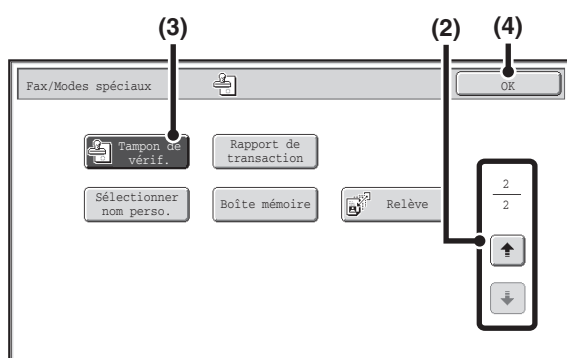 (3) (2) (4)
Fax/Modes spéciaux OK
Tampon de
vérif.
Rapport de
transaction
Sélectionner
nom perso.
Boîte mémoire
Relève
2
2